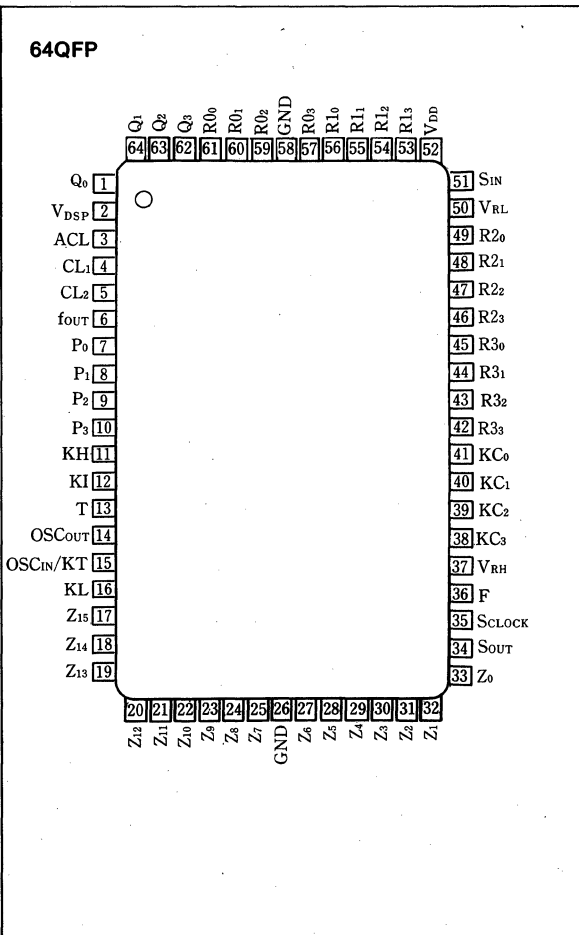 64QFP
Q1 Q2 Q3 R00 R01 R02 GND R03 R10 R11 R12 R13 VDD
64 63 62 61 60 59 58 57 56 55 54 53 52
Q0 1
VDSP 2
ACL 3
CL1 4
CL2 5
fOUT 6
P0 7
P1 8
P2 9
P3 10
KH 11
KI 12
T 13
OSCOUT 14
OSCIN/KT 15
KL 16
Z15 17
Z14 18
Z13 19
51 SIN
50 VRL
49 R20
48 R21
47 R22
46 R23
45 R30
44 R31
43 R32
42 R33
41 KC0
40 KC1
39 KC2
38 KC3
37 VRH
36 F
35 SCLOCK
34 SOUT
33 Z0
20 21 22 23 24 25 26 27 28 29 30 31 32
Z12 Z11 Z10 Z9 Z8 Z7 GND Z6 Z5 Z4 Z3 Z2 Z1